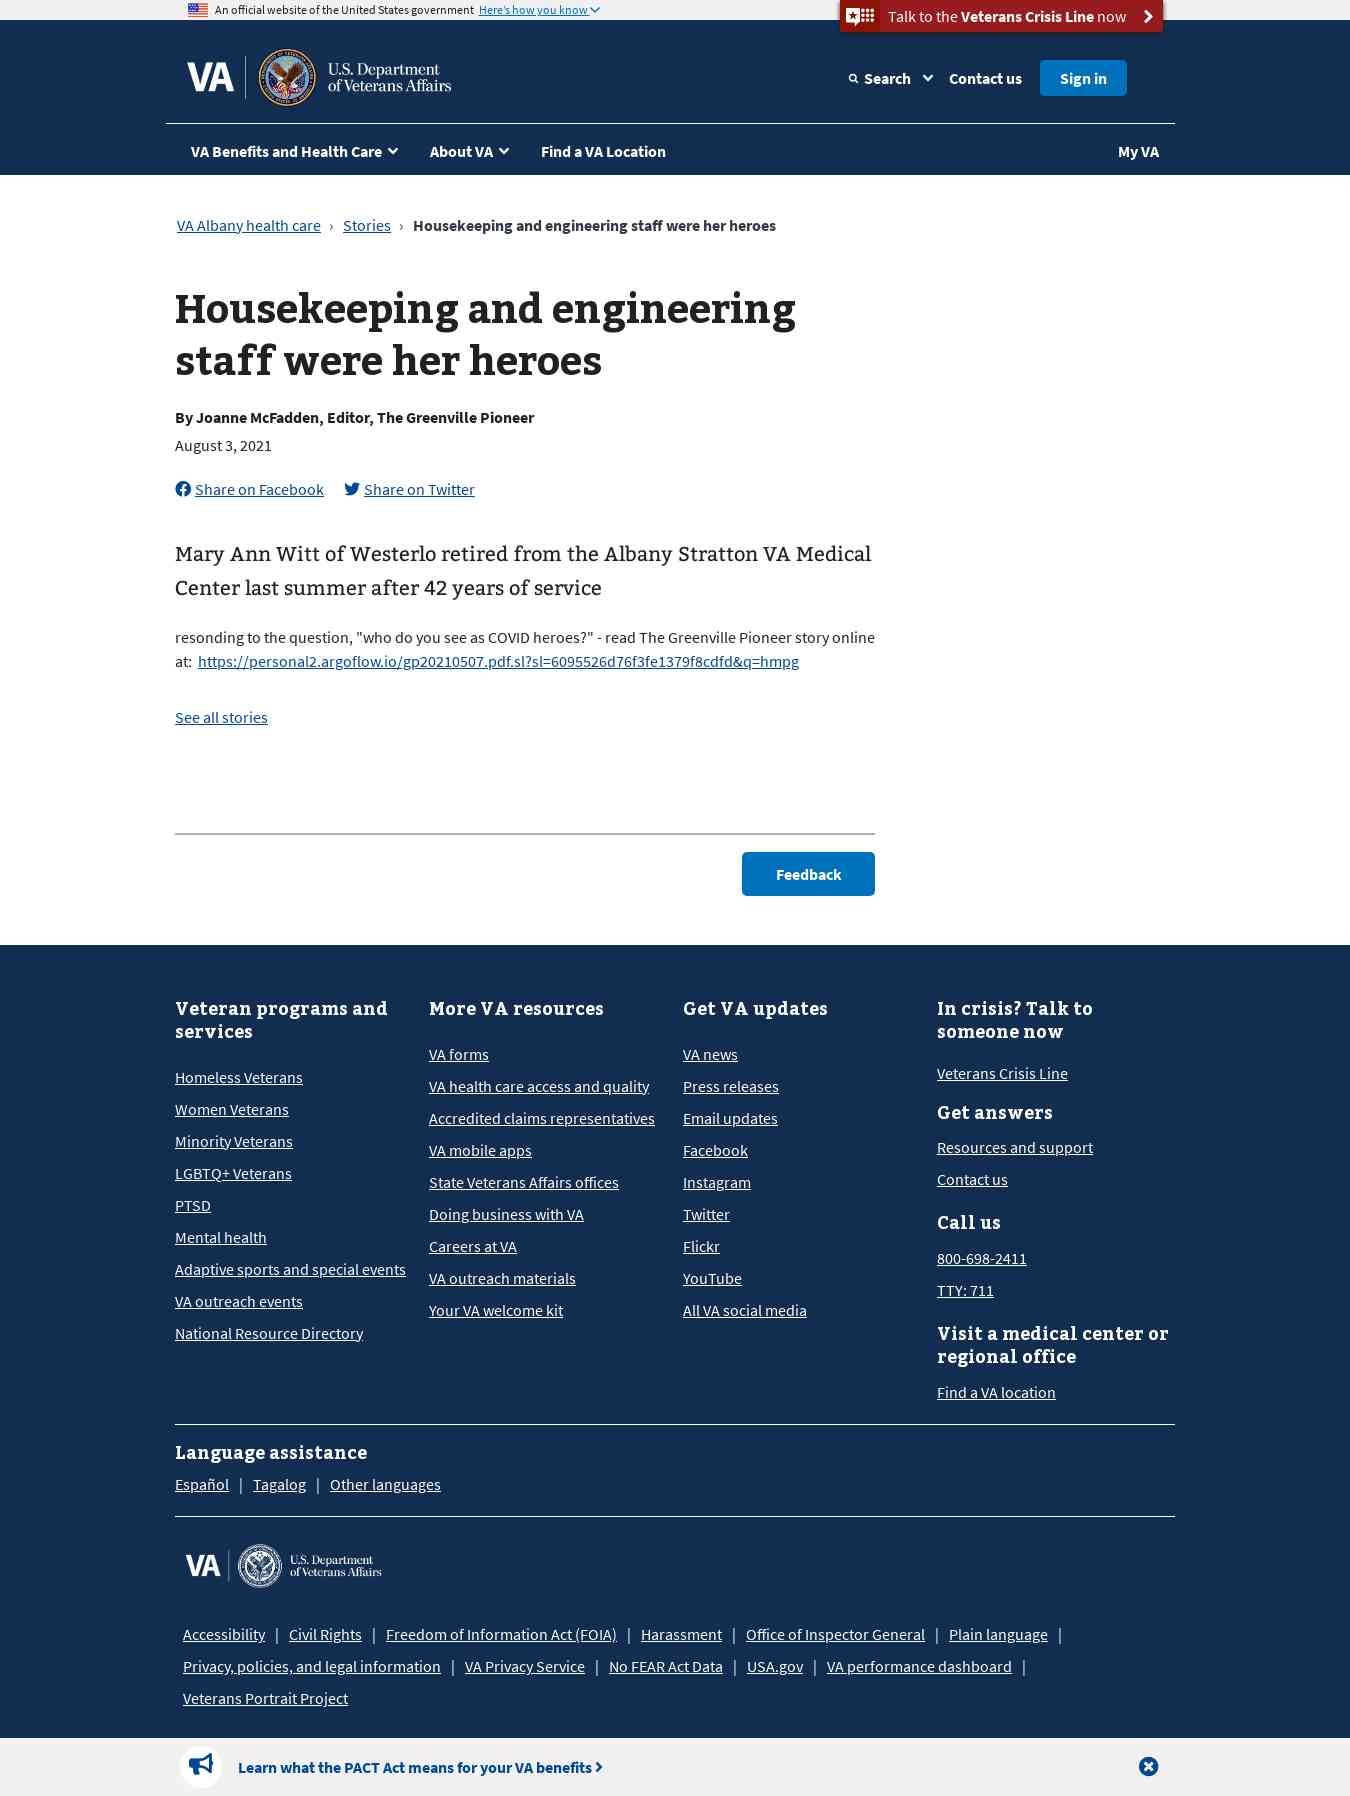 An official website of the United States government Here's how you know
Talk to the Veterans Crisis Line now
VA U.S. Department of Veterans Affairs
Search Contact us Sign in
VA Benefits and Health Care About VA Find a VA Location My VA
VA Albany health care › Stories › Housekeeping and engineering staff were her heroes
Housekeeping and engineering
staff were her heroes
By Joanne McFadden, Editor, The Greenville Pioneer
August 3, 2021
Share on Facebook Share on Twitter
Mary Ann Witt of Westerlo retired from the Albany Stratton VA Medical
Center last summer after 42 years of service
resonding to the question, "who do you see as COVID heroes?" - read The Greenville Pioneer story online
at: https://personal2.argoflow.io/gp20210507.pdf.sl?sl=6095526d76f3fe1379f8cdfd&q=hmpg
See all stories
Feedback
Veteran programs and
services
Homeless Veterans
Women Veterans
Minority Veterans
LGBTQ+ Veterans
PTSD
Mental health
Adaptive sports and special events
VA outreach events
National Resource Directory
More VA resources
VA forms
VA health care access and quality
Accredited claims representatives
VA mobile apps
State Veterans Affairs offices
Doing business with VA
Careers at VA
VA outreach materials
Your VA welcome kit
Get VA updates
VA news
Press releases
Email updates
Facebook
Instagram
Twitter
Flickr
YouTube
All VA social media
In crisis? Talk to
someone now
Veterans Crisis Line
Get answers
Resources and support
Contact us
Call us
800-698-2411
TTY: 711
Visit a medical center or
regional office
Find a VA location
Language assistance
Español | Tagalog | Other languages
VA U.S. Department of Veterans Affairs
Accessibility | Civil Rights | Freedom of Information Act (FOIA) | Harassment | Office of Inspector General | Plain language |
Privacy, policies, and legal information | VA Privacy Service | No FEAR Act Data | USA.gov | VA performance dashboard |
Veterans Portrait Project
Learn what the PACT Act means for your VA benefits